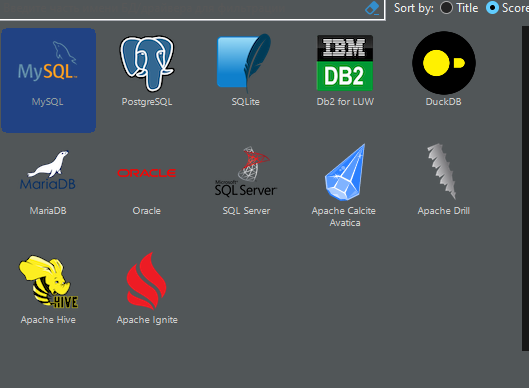 Sort by: Title Score
MySQL
IBM
DB2
MySQL PostgreSQL SQLite Db2 for LUW DuckDB
MariaDB ORACLE Microsoft SQL Server
MariaDB Oracle SQL Server Apache Calcite Avatica Apache Drill
HIVE
Apache Hive Apache Ignite